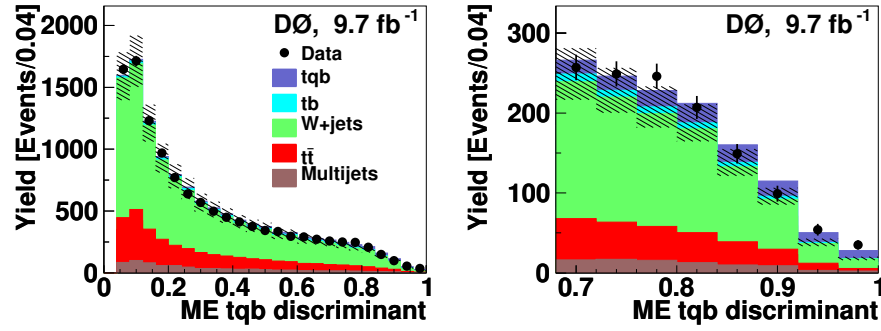 DØ, 9.7 fb⁻¹
Yield [Events/0.04]
2000
1500
1000
500
0
Data
tqb
tb
W+jets
tt̄
Multijets
0 0.2 0.4 0.6 0.8 1
ME tqb discriminant
DØ, 9.7 fb⁻¹
Yield [Events/0.04]
300
200
100
0
0.7 0.8 0.9 1
ME tqb discriminant